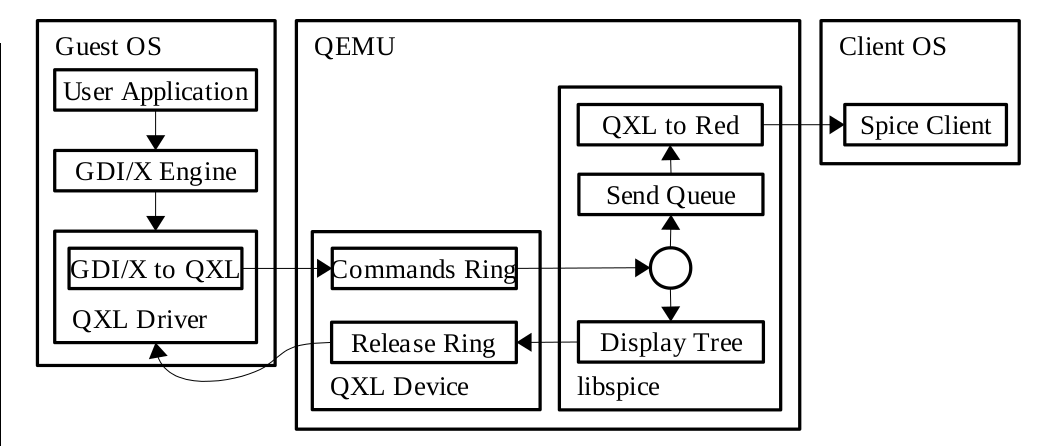 Guest OS
User Application
GDI/X Engine
GDI/X to QXL
QXL Driver
QEMU
Commands Ring
Release Ring
QXL Device
QXL to Red
Send Queue
Display Tree
libspice
Client OS
Spice Client